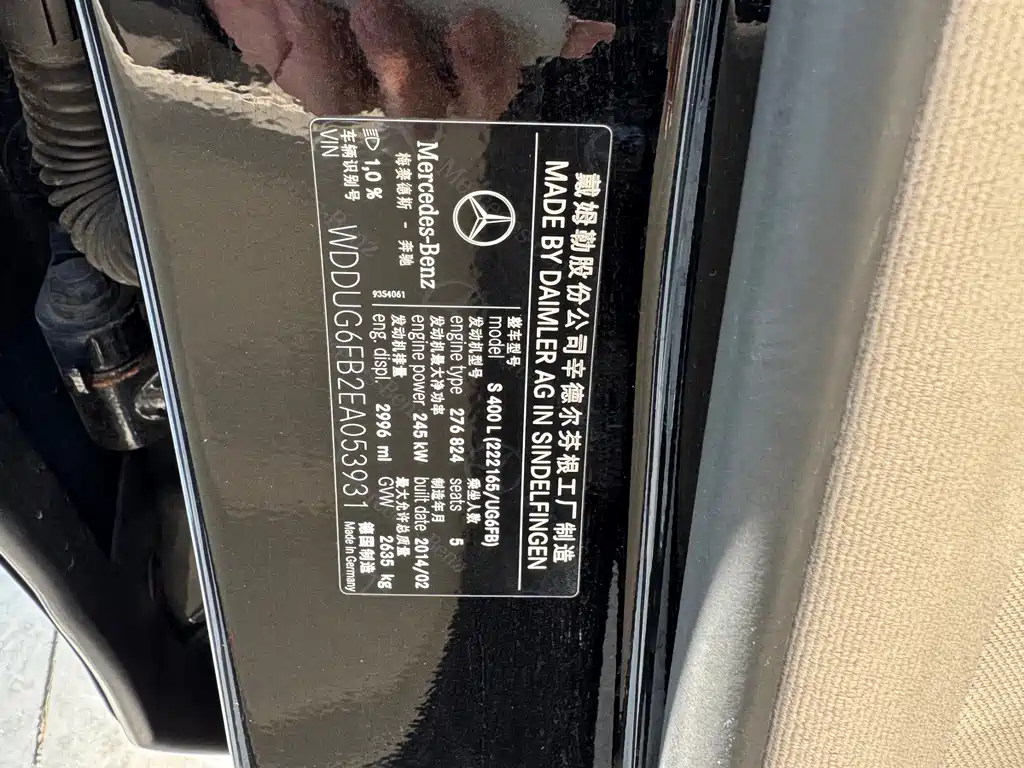 戴姆勒股份公司辛德尔芬根工厂制造
MADE BY DAIMLER AG IN SINDELFINGEN
Mercedes-Benz
梅赛德斯 - 奔驰
1,0 %
9354061
整车型号
model S 400 L (222165/UG6FB)
发动机型号 乘坐人数
engine type 276 824 seats 5
发动机最大净功率 制造年月
engine power 245 kW built date 2014/02
发动机排量 最大允许总质量
eng. displ. 2996 ml GVW 2635 kg
车辆识别号
VIN WDDUG6FB2EA053931
德国制造
Made In Germany